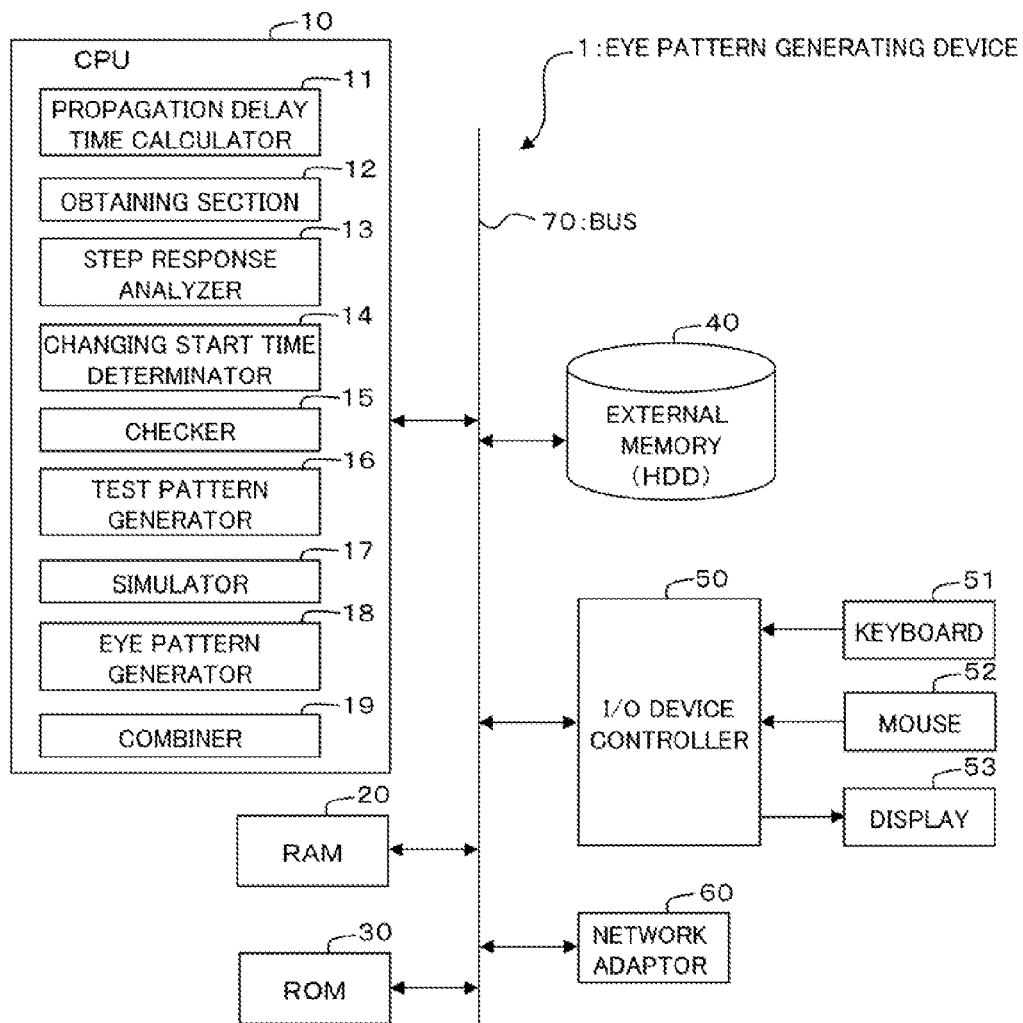 10
CPU
1:EYE PATTERN GENERATING DEVICE
11
PROPAGATION DELAY
TIME CALCULATOR
12
OBTAINING SECTION
70:BUS
13
STEP RESPONSE
ANALYZER
14
CHANGING START TIME
DETERMINATOR
15
CHECKER
16
TEST PATTERN
GENERATOR
17
SIMULATOR
18
EYE PATTERN
GENERATOR
19
COMBINER
40
EXTERNAL
MEMORY
(HDD)
50
I/O DEVICE
CONTROLLER
51
KEYBOARD
52
MOUSE
53
DISPLAY
20
RAM
60
NETWORK
ADAPTOR
30
ROM